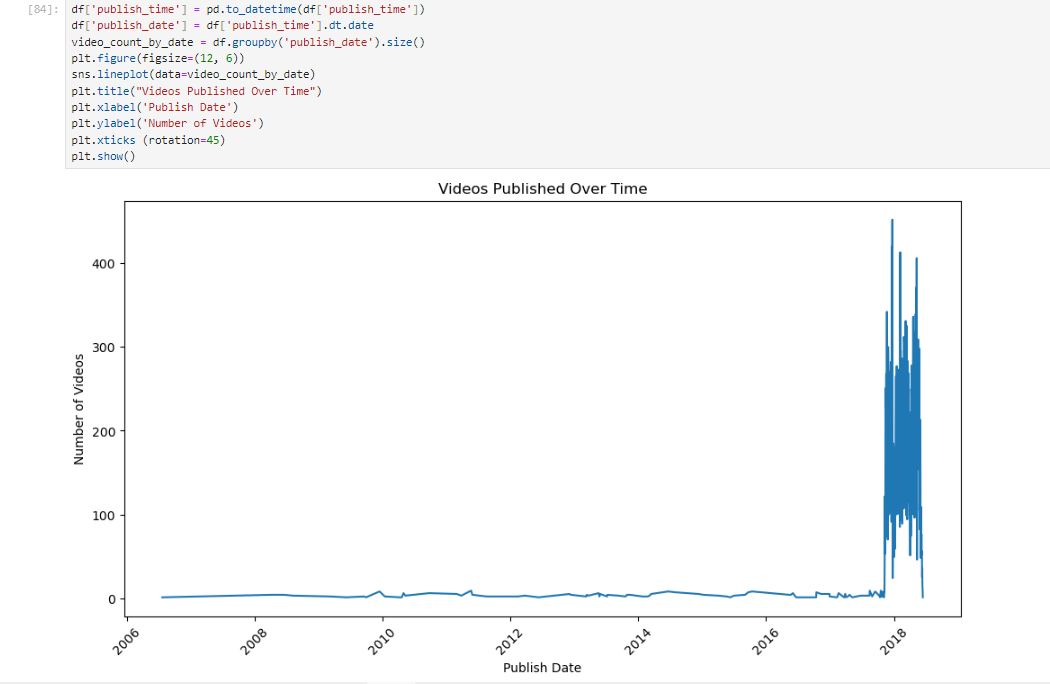 [84]: df['publish_time'] = pd.to_datetime(df['publish_time'])
df['publish_date'] = df['publish_time'].dt.date
video_count_by_date = df.groupby('publish_date').size()
plt.figure(figsize=(12, 6))
sns.lineplot(data=video_count_by_date)
plt.title("Videos Published Over Time")
plt.xlabel('Publish Date')
plt.ylabel('Number of Videos')
plt.xticks (rotation=45)
plt.show()
Videos Published Over Time
Number of Videos
400
300
200
100
0
2006 2008 2010 2012 2014 2016 2018
Publish Date